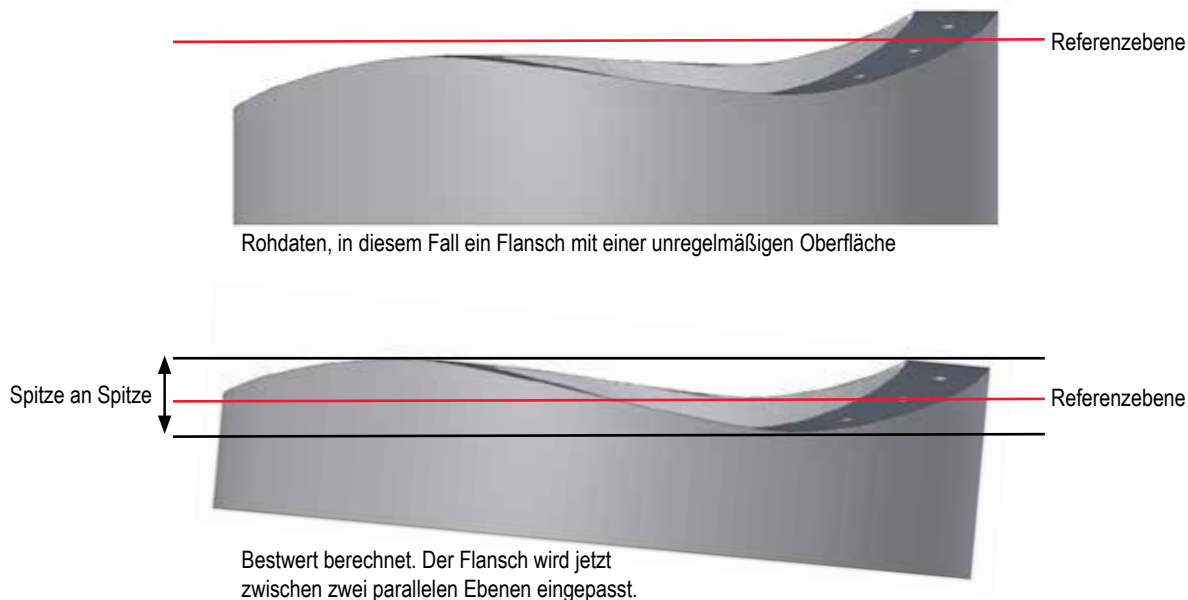 Referenzebene
Rohdaten, in diesem Fall ein Flansch mit einer unregelmäßigen Oberfläche
Spitze an Spitze
Referenzebene
Bestwert berechnet. Der Flansch wird jetzt
zwischen zwei parallelen Ebenen eingepasst.